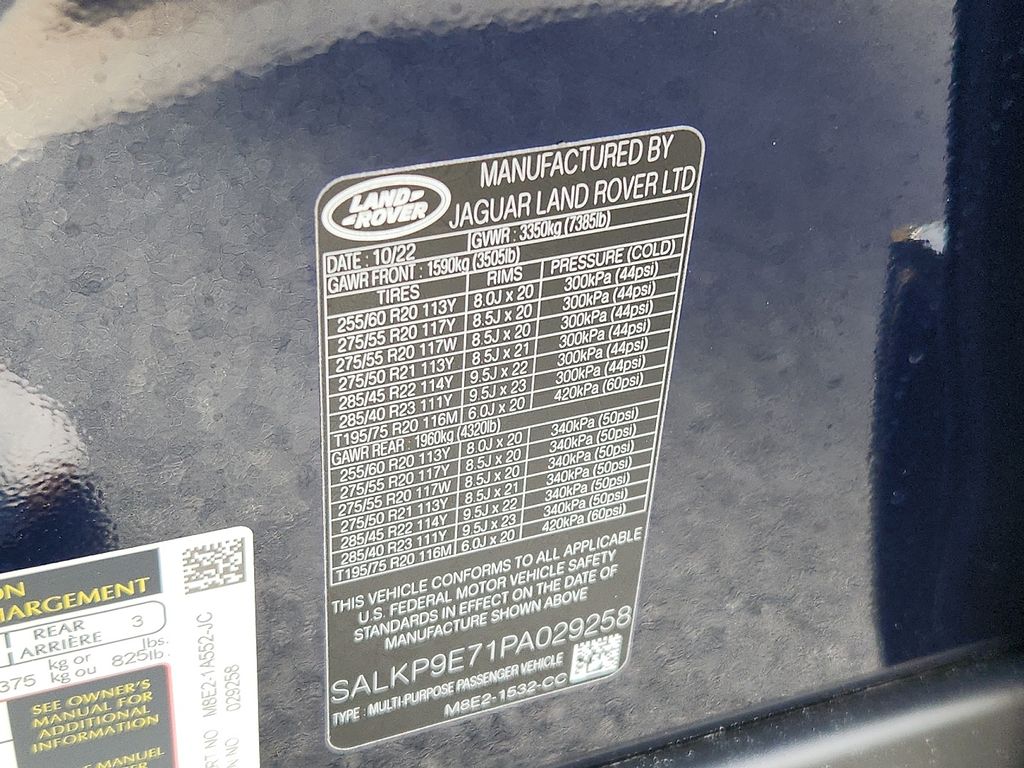 LAND-
-ROVER
MANUFACTURED BY
JAGUAR LAND ROVER LTD
DATE : 10/22 GVWR : 3350kg (7385lb)
GAWR FRONT : 1590kg (3505lb)
TIRES RIMS PRESSURE (COLD)
255/60 R20 113Y 8.0J x 20 300kPa (44psi)
275/55 R20 117Y 8.5J x 20 300kPa (44psi)
275/55 R20 117W 8.5J x 20 300kPa (44psi)
275/50 R21 113Y 8.5J x 21 300kPa (44psi)
285/45 R22 114Y 9.5J x 22 300kPa (44psi)
285/40 R23 111Y 9.5J x 23 300kPa (44psi)
T195/75 R20 116M 6.0J x 20 420kPa (60psi)
GAWR REAR : 1960kg (4320lb)
255/60 R20 113Y 8.0J x 20 340kPa (50psi)
275/55 R20 117Y 8.5J x 20 340kPa (50psi)
275/55 R20 117W 8.5J x 20 340kPa (50psi)
275/50 R21 113Y 8.5J x 21 340kPa (50psi)
285/45 R22 114Y 9.5J x 22 340kPa (50psi)
285/40 R23 111Y 9.5J x 23 340kPa (50psi)
T195/75 R20 116M 6.0J x 20 420kPa (60psi)
THIS VEHICLE CONFORMS TO ALL APPLICABLE
U.S. FEDERAL MOTOR VEHICLE SAFETY
STANDARDS IN EFFECT ON THE DATE OF
MANUFACTURE SHOWN ABOVE
SALKP9E71PA029258
TYPE : MULTI-PURPOSE PASSENGER VEHICLE
M8E2-1532-CC
ON
HARGEMENT
REAR 3
ARRIÈRE
375 kg or 825lbs.
kg ou lb.
SEE OWNER'S
MANUAL FOR
ADDITIONAL
INFORMATION
MANUEL
M8E2-1A552-JC
029258